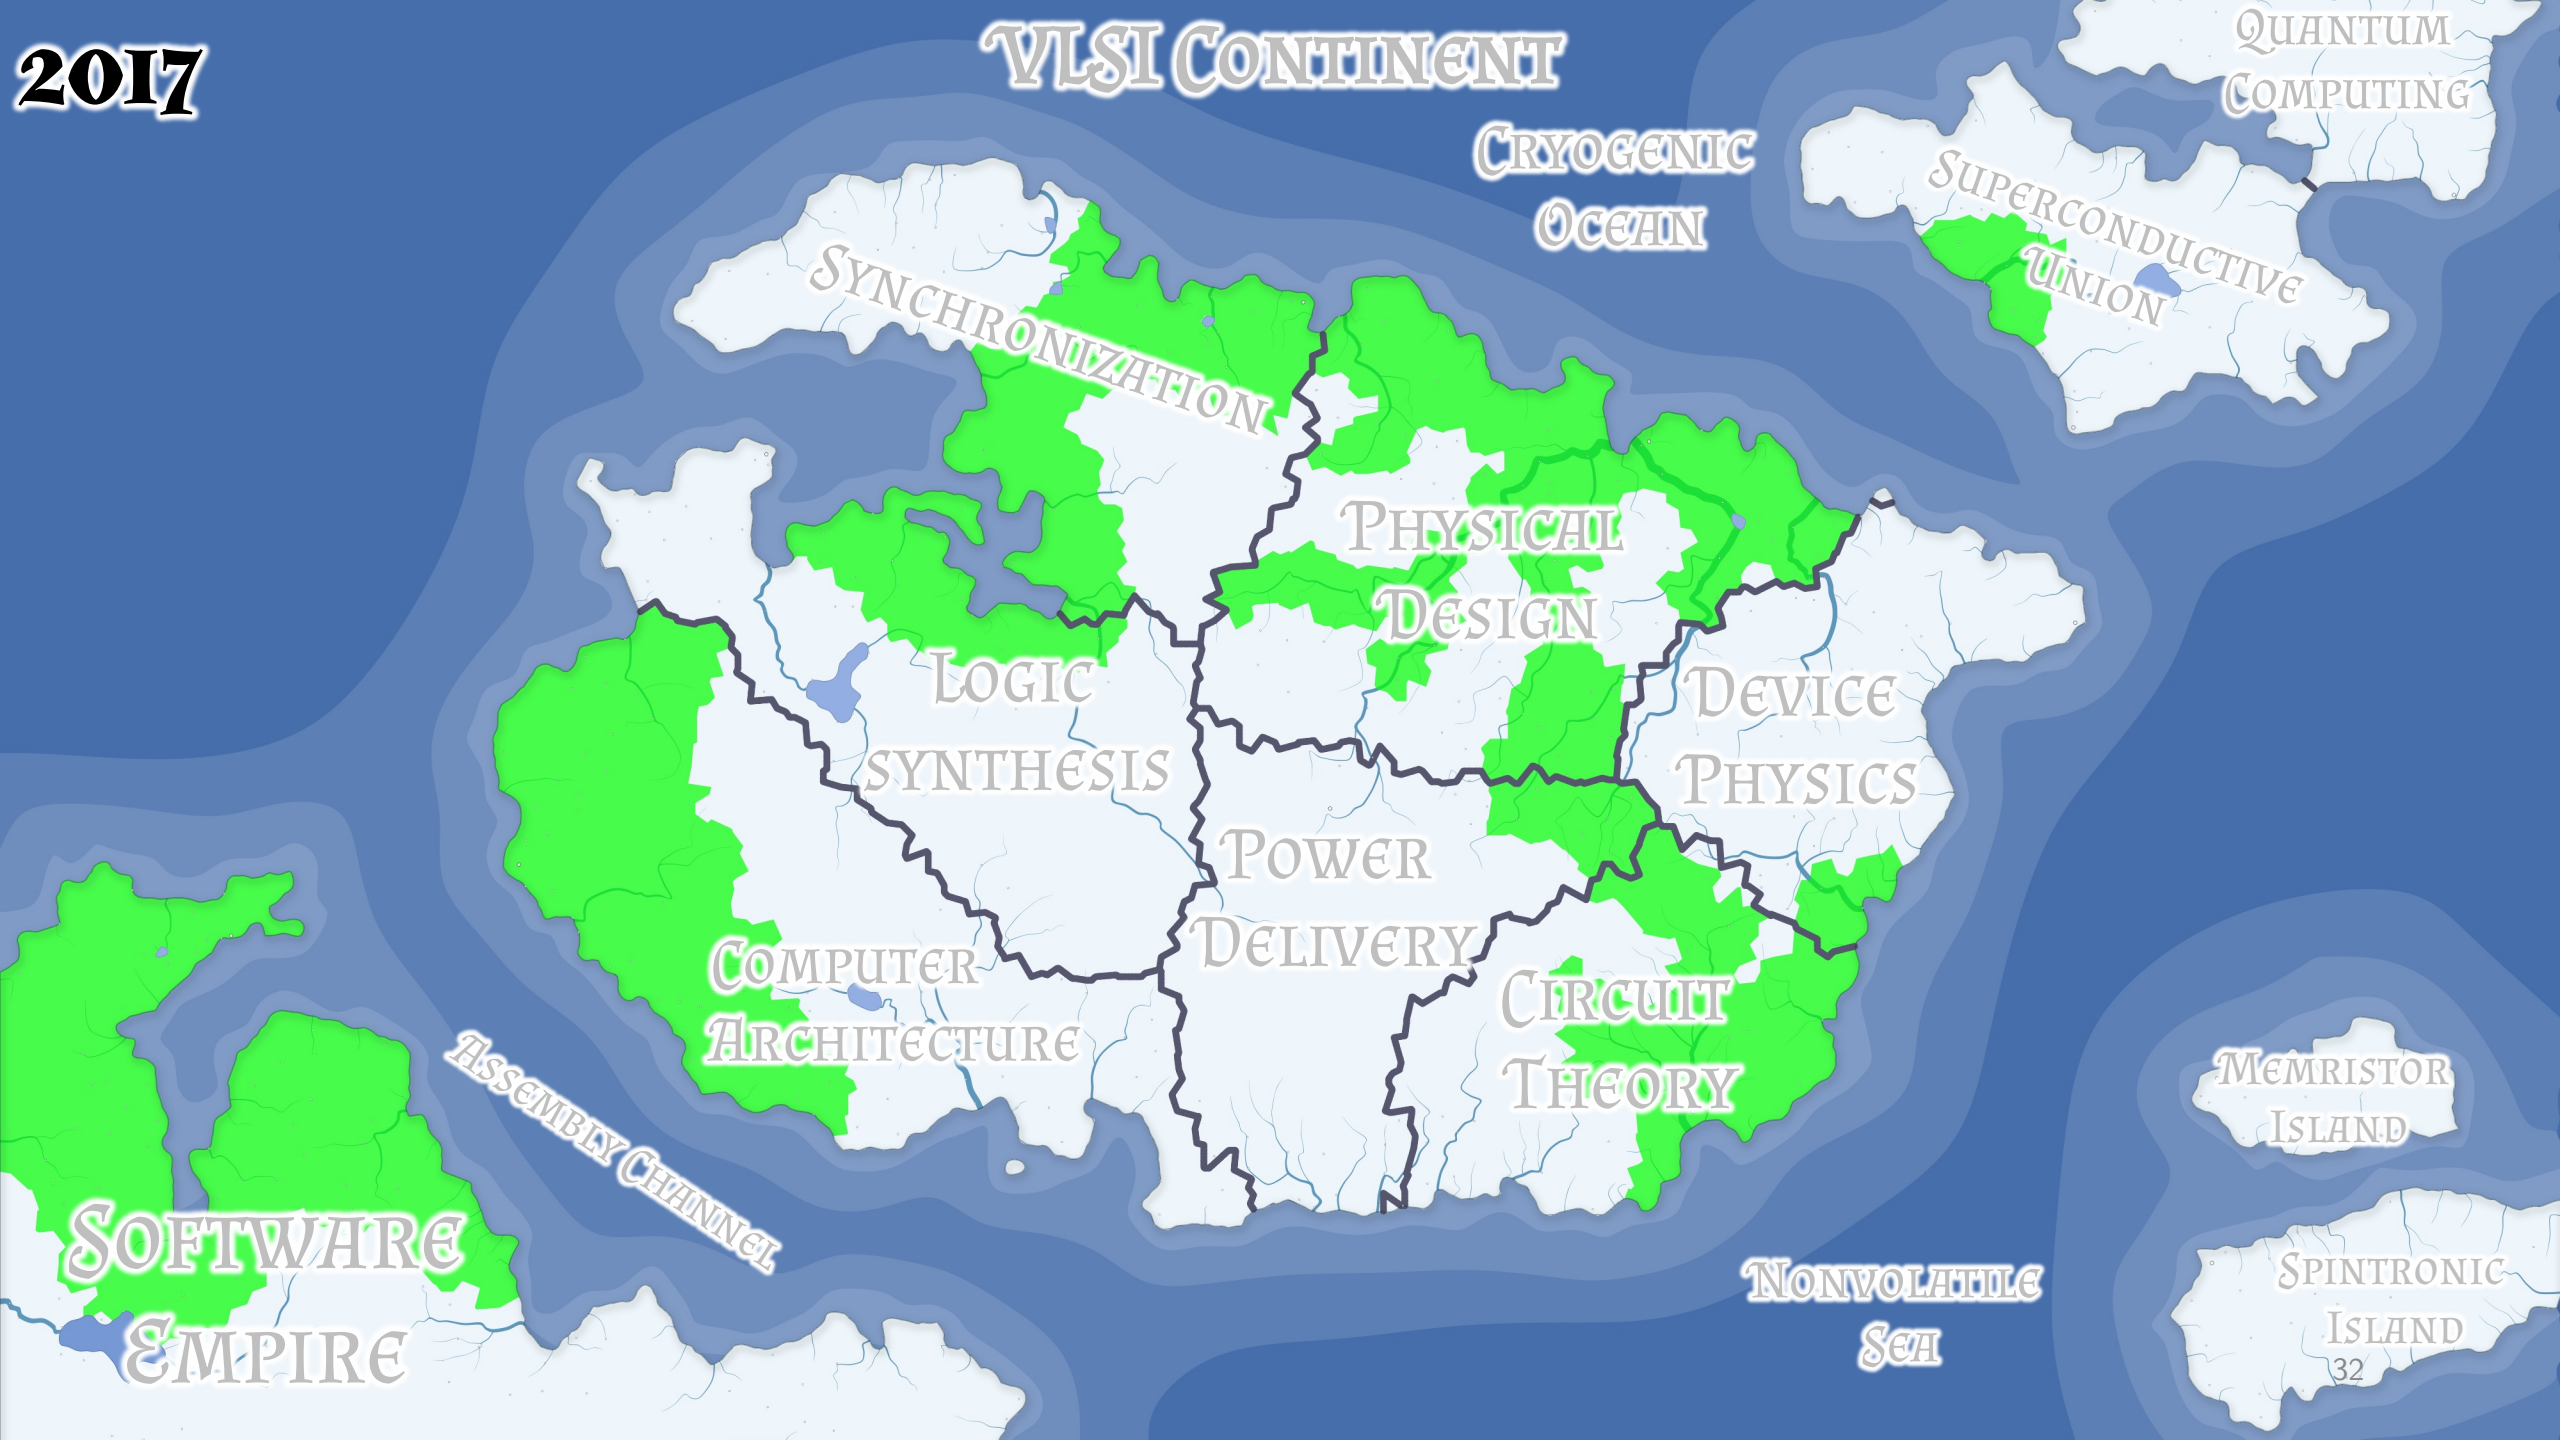 2017
VLSI Continent
Quantum
Computing
Cryogenic
Ocean
Superconductive
Union
Synchronization
Physical
Design
Logic
synthesis
Device
Physics
Power
Delivery
Computer
Architecture
Circuit
Theory
Assembly Channel
Memristor
Island
Software
Empire
Nonvolatile
Sea
Spintronic
Island
32